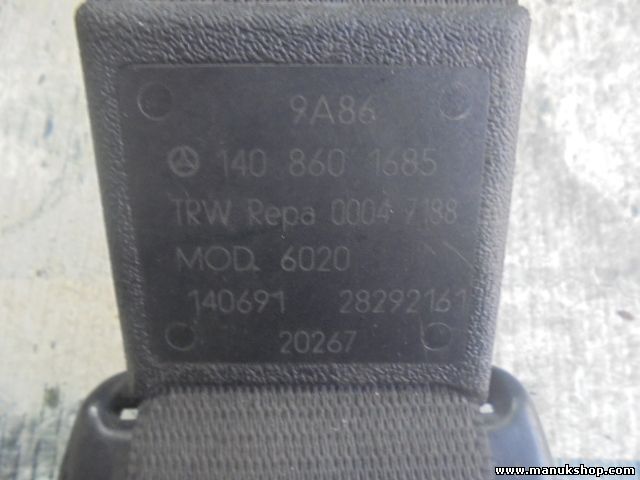 9A86
140 860 1685
TRW Repa 0004 7188
MOD. 6020
140691 28292161
20267
www.manukshop.com